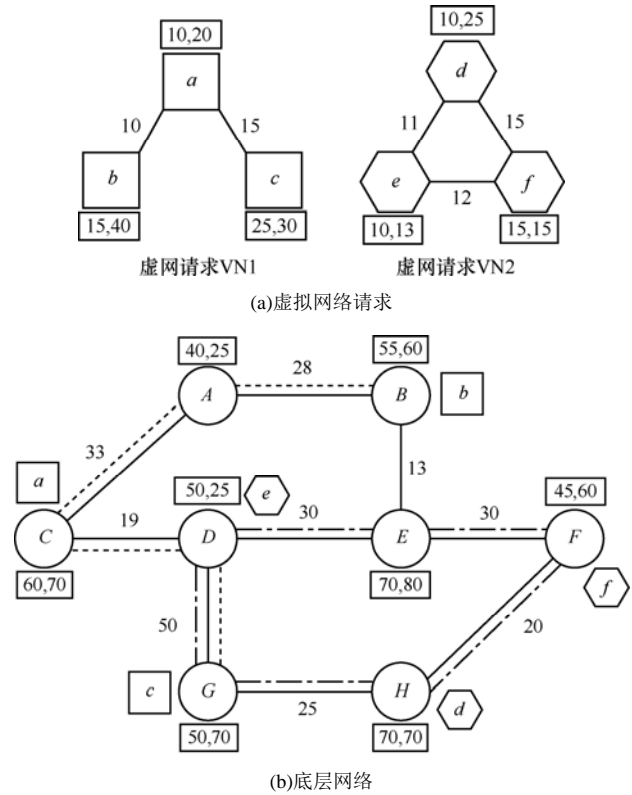 10,20
10,25
a
d
10
15
11
15
b
c
e
f
12
15,40
25,30
10,13
15,15
虚网请求VN1
虚网请求VN2
(a)虚拟网络请求
40,25
55,60
28
A
B
b
33
13
a
50,25
e
45,60
19
30
30
C
D
E
F
60,70
70,80
f
50
20
c
G
H
d
25
50,70
70,70
(b)底层网络